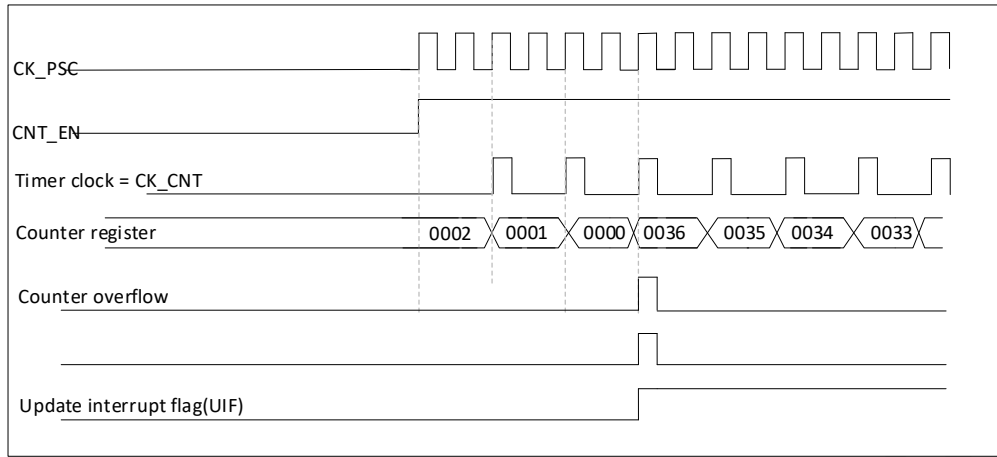 CK_PSC
CNT_EN
Timer clock = CK_CNT
Counter register 0002 0001 0000 0036 0035 0034 0033
Counter overflow
Update interrupt flag(UIF)